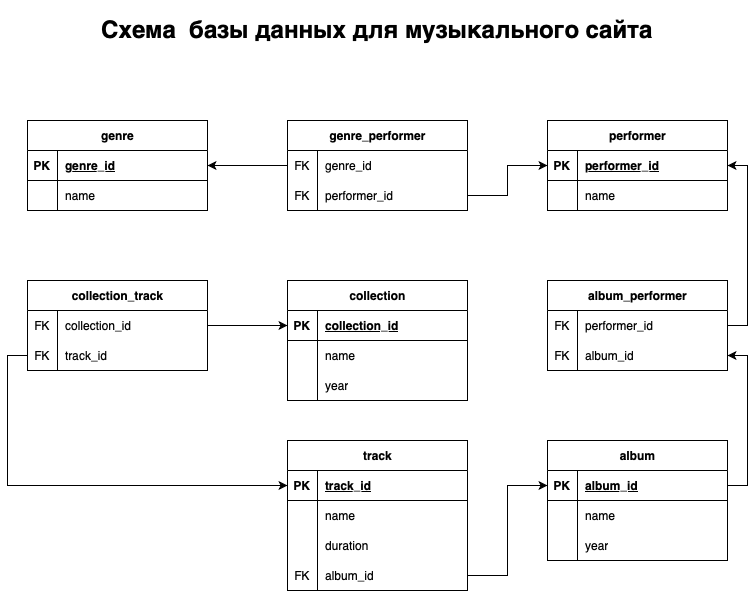 Схема базы данных для музыкального сайта
genre
PK genre_id
name
genre_performer
FK genre_id
FK performer_id
performer
PK performer_id
name
collection_track
FK collection_id
FK track_id
collection
PK collection_id
name
year
album_performer
FK performer_id
FK album_id
track
PK track_id
name
duration
FK album_id
album
PK album_id
name
year